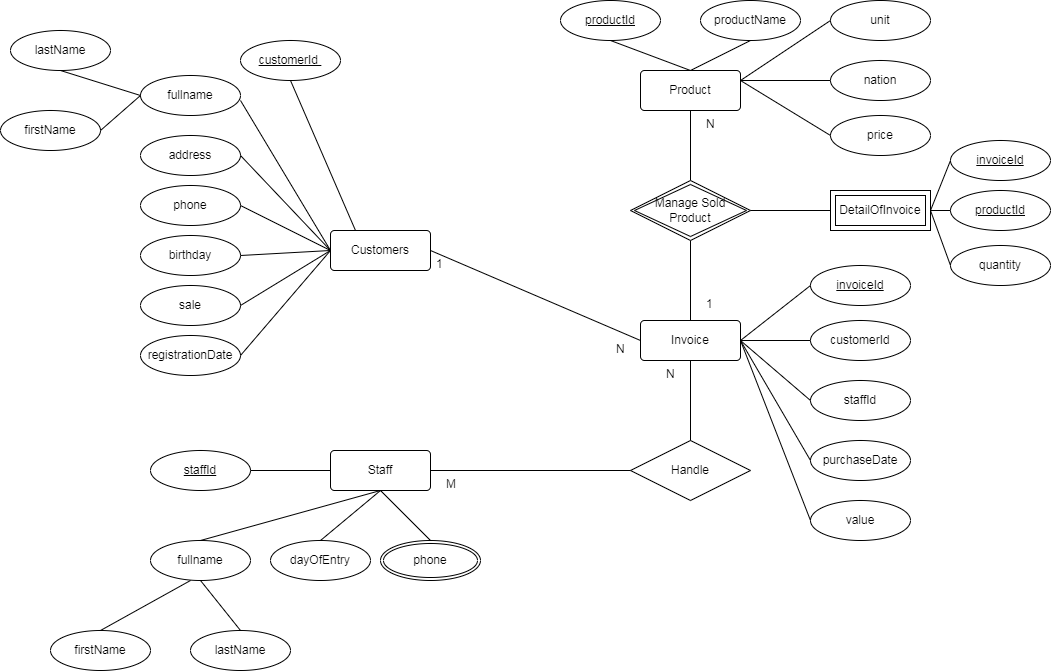 productId
productName
unit
lastName
customerId
Product
nation
fullname
N
firstName
price
address
invoiceId
phone
Manage Sold
Product
DetailOfInvoice
productId
birthday
Customers
1
quantity
sale
invoiceId
1
registrationDate
N
Invoice
customerId
N
staffId
staffId
Staff
M
Handle
purchaseDate
value
fullname
dayOfEntry
phone
firstName
lastName